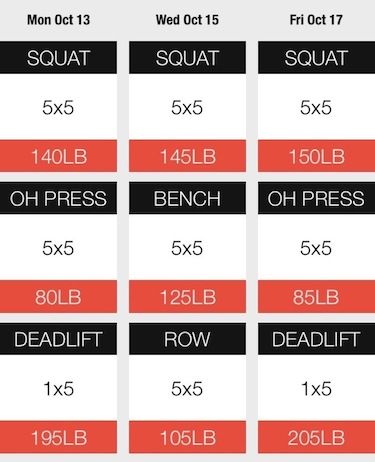 Mon Oct 13
Wed Oct 15
Fri Oct 17
SQUAT
SQUAT
SQUAT
5x5
5x5
5x5
140LB
145LB
150LB
OH PRESS
BENCH
OH PRESS
5x5
5x5
5x5
80LB
125LB
85LB
DEADLIFT
ROW
DEADLIFT
1x5
5x5
1x5
195LB
105LB
205LB